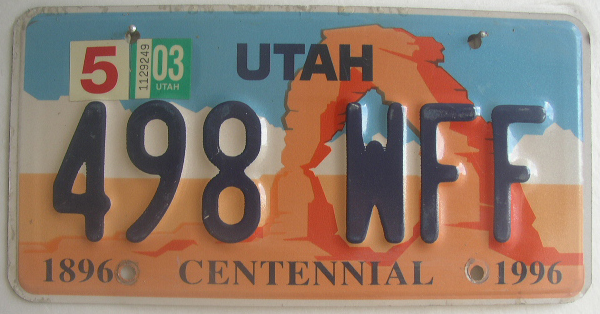 UTAH
5 1129249 03
UTAH
498 WFF
1896 CENTENNIAL 1996